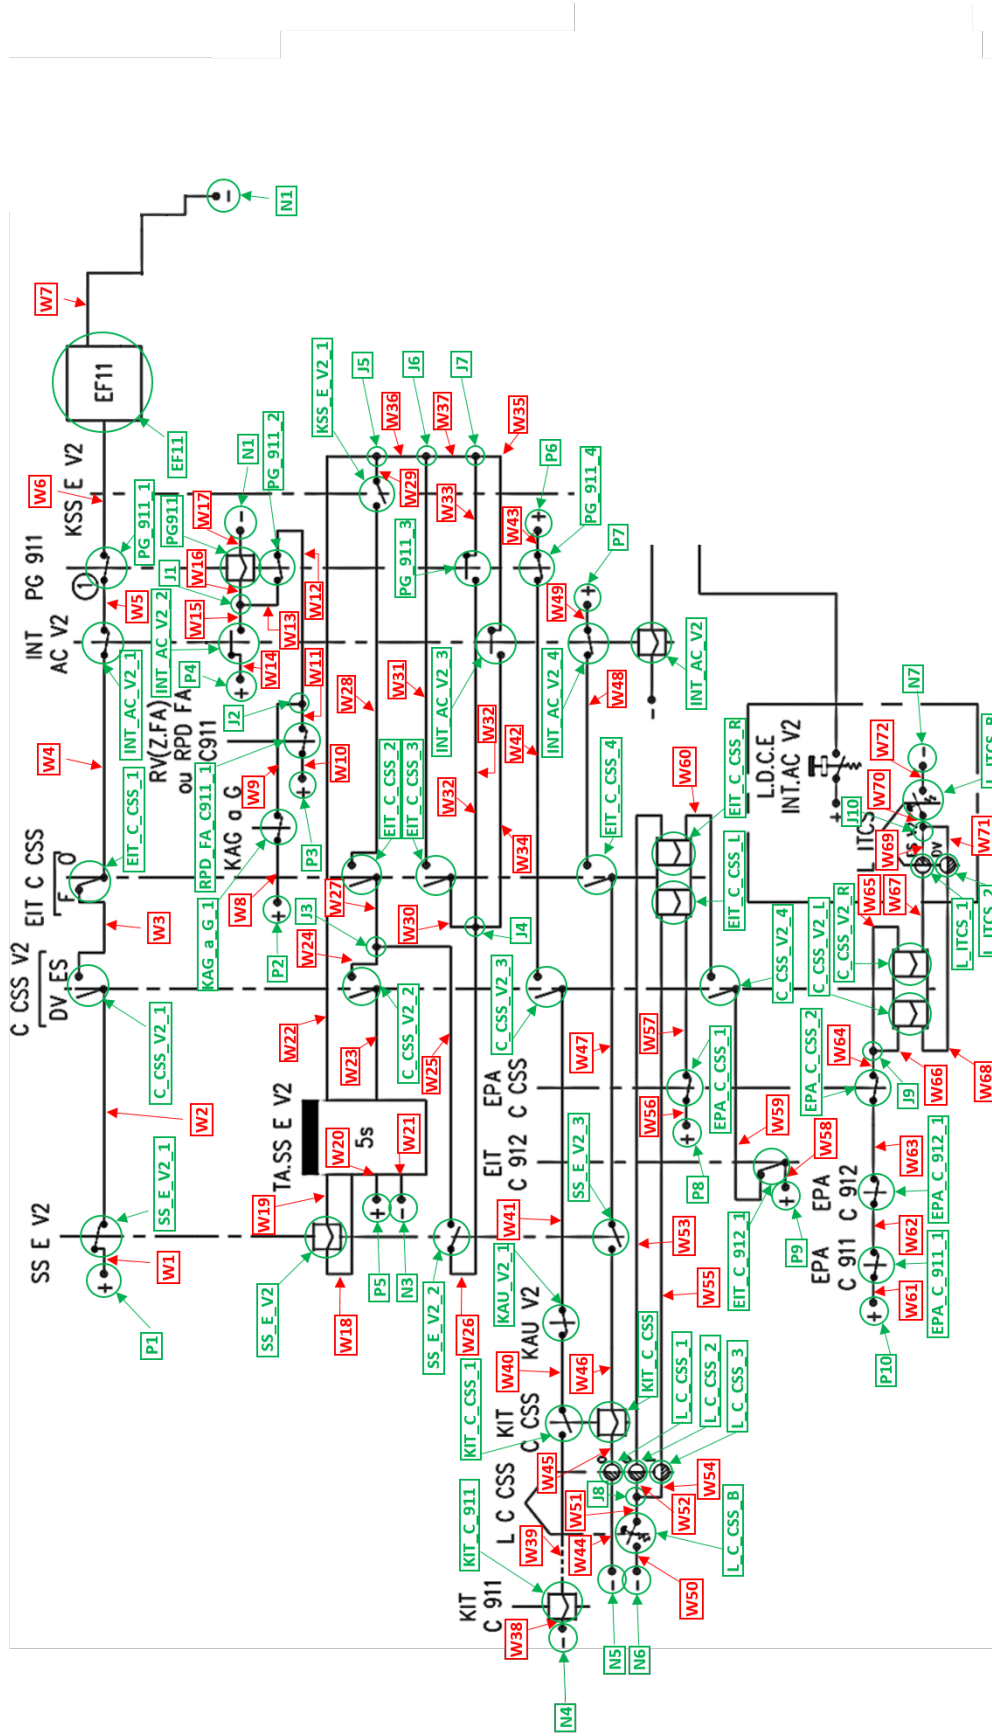 N1
W7
EF11
EF11
KSS E V2
W6
PG 911
1
PG_911_1
PG911
W17
N1
PG_911_2
J1
W16
W5
INT
AC V2
INT_AC_V2_1
INT_AC_V2_2
W15
W13
W12
P4
W14
J2
W11
W4
RV(Z.FA)
ou RPD FA
C911
W9
KAG a G
RPD_FA_C911_1
W10
P3
EIT C CSS
F O
EIT_C_CSS_1
W3
W8
P2
KAG_a_G_1
C CSS V2
DV ES
C_CSS_V2_1
W2
SS E V2
SS_E_V2_1
W1
P1
KSS_E_V2_1
J5
J6
J7
W36
W37
W35
W29
W33
P6
W43
PG_911_4
PG_911_3
P7
W49
W28
W31
INT_AC_V2_3
W32
W42
INT_AC_V2_4
W48
INT_AC_V2
EIT_C_CSS_2
EIT_C_CSS_3
W32
W34
EIT_C_CSS_4
W27
J3
W24
W30
J4
W22
W23
C_CSS_V2_2
W25
C_CSS_V2_3
TA.SS E V2
5s
W20
W21
W19
P5
N3
W18
SS_E_V2
SS_E_V2_2
W26
EIT_C_CSS_R
W60
EIT_C_CSS_L
C_CSS_V2_4
C_CSS_V2_L
C_CSS_V2_R
L.D.C.E
INT.AC V2
L ITCS
J10
N7
W72
W70
W69
W71
DV
W65
W67
L_ITCS_1
EPA
C CSS
W47
W57
EPA_C_CSS_1
EPA_C_CSS_2
W64
J9
W66
W68
EIT
C 912
W56
P8
W59
W58
P9
EIT_C_912_1
EPA
C 912
W63
EPA_C_912_1
W62
EPA
C 911
W61
EPA_C_911_1
P10
W41
SS_E_V2_3
W53
W55
KAU_V2_1
KAU V2
W40
W46
KIT_C_CSS
L_C_CSS_1
L_C_CSS_2
L_C_CSS_3
KIT
C CSS
KIT_C_CSS_1
W45
J8
W51
W52
W54
L C CSS
W39
W44
L_C_CSS_B
W50
KIT_C_911
KIT
C 911
W38
N4
N5
N6